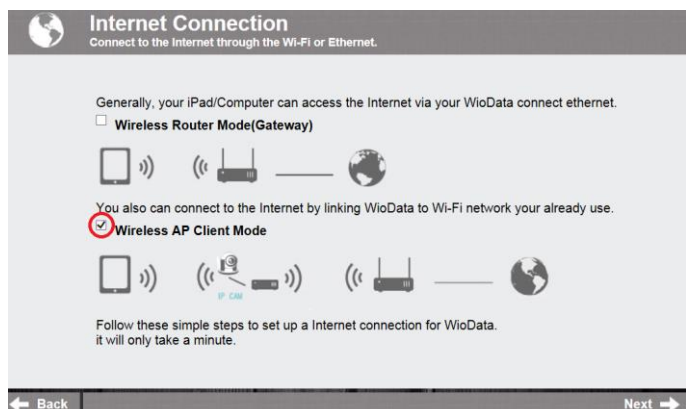 Internet Connection
Connect to the Internet through the Wi-Fi or Ethernet.
Generally, your iPad/Computer can access the Internet via your WioData connect ethernet.
Wireless Router Mode(Gateway)
You also can connect to the Internet by linking WioData to Wi-Fi network your already use.
Wireless AP Client Mode
IP CAM
Follow these simple steps to set up a Internet connection for WioData.
it will only take a minute.
Back
Next